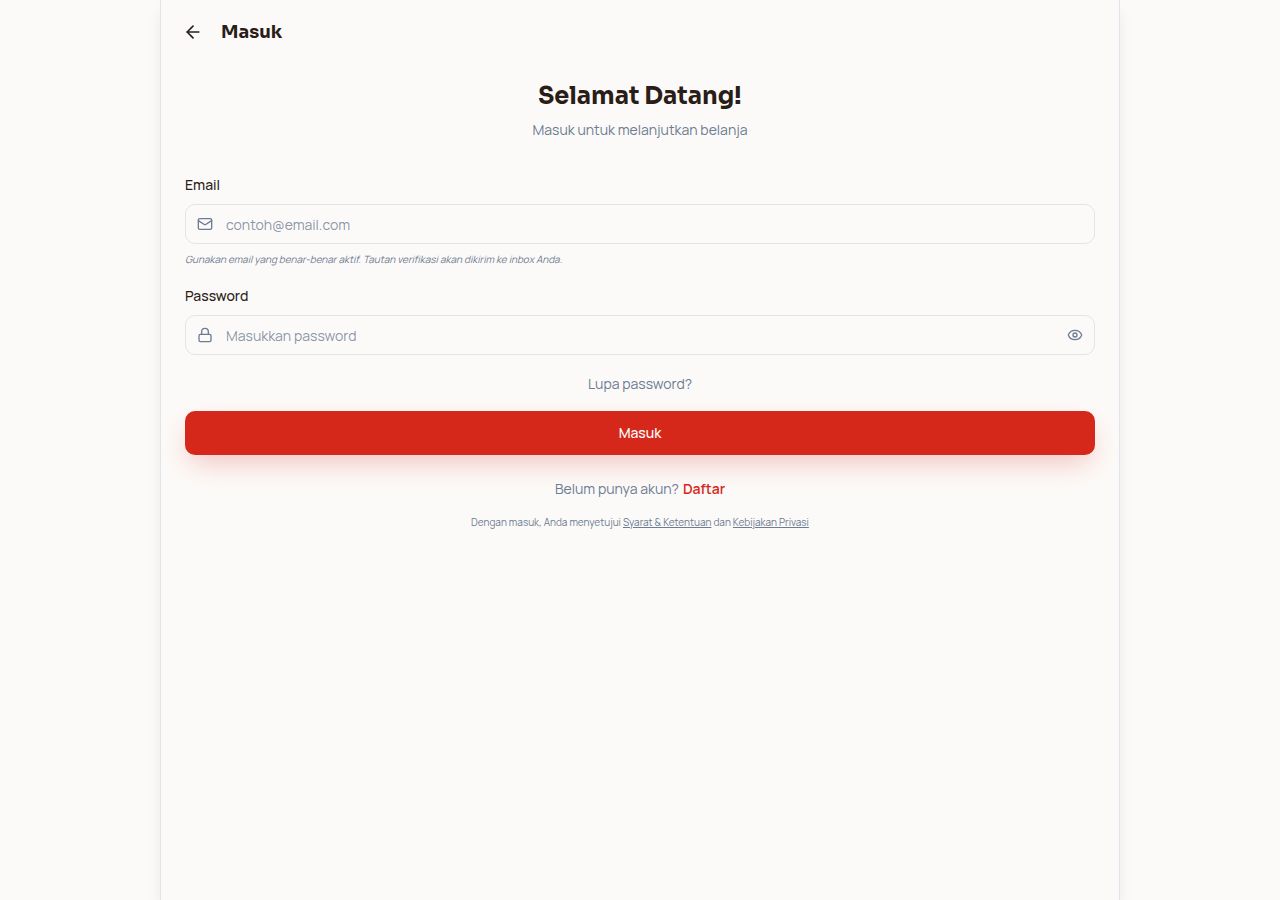 Masuk
Selamat Datang!
Masuk untuk melanjutkan belanja
Email
contoh@email.com
Gunakan email yang benar-benar aktif. Tautan verifikasi akan dikirim ke inbox Anda.
Password
Masukkan password
Lupa password?
Masuk
Belum punya akun? Daftar
Dengan masuk, Anda menyetujui Syarat & Ketentuan dan Kebijakan Privasi